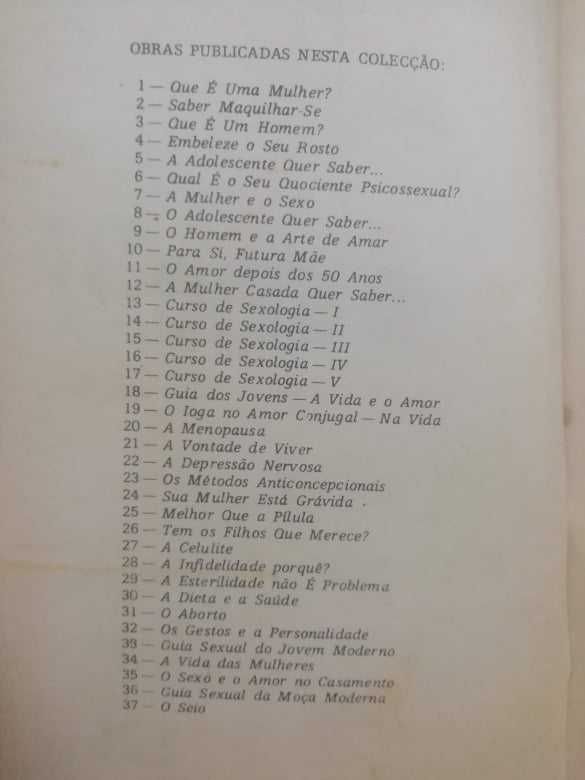 OBRAS PUBLICADAS NESTA COLECÇÃO:
1 — Que É Uma Mulher?
2 — Saber Maquilhar-Se
3 — Que É Um Homem?
4 — Embeleze o Seu Rosto
5 — A Adolescente Quer Saber...
6 — Qual É o Seu Quociente Psicossexual?
7 — A Mulher e o Sexo
8 — O Adolescente Quer Saber...
9 — O Homem e a Arte de Amar
10 — Para Si, Futura Mãe
11 — O Amor depois dos 50 Anos
12 — A Mulher Casada Quer Saber...
13 — Curso de Sexologia — I
14 — Curso de Sexologia — II
15 — Curso de Sexologia — III
16 — Curso de Sexologia — IV
17 — Curso de Sexologia — V
18 — Guia dos Jovens — A Vida e o Amor
19 — O Ioga no Amor Conjugal — Na Vida
20 — A Menopausa
21 — A Vontade de Viver
22 — A Depressão Nervosa
23 — Os Métodos Anticoncepcionais
24 — Sua Mulher Está Grávida
25 — Melhor Que a Pílula
26 — Tem os Filhos Que Merece?
27 — A Celulite
28 — A Infidelidade porquê?
29 — A Esterilidade não É Problema
30 — A Dieta e a Saúde
31 — O Aborto
32 — Os Gestos e a Personalidade
33 — Guia Sexual do Jovem Moderno
34 — A Vida das Mulheres
35 — O Sexo e o Amor no Casamento
36 — Guia Sexual da Moça Moderna
37 — O Seio